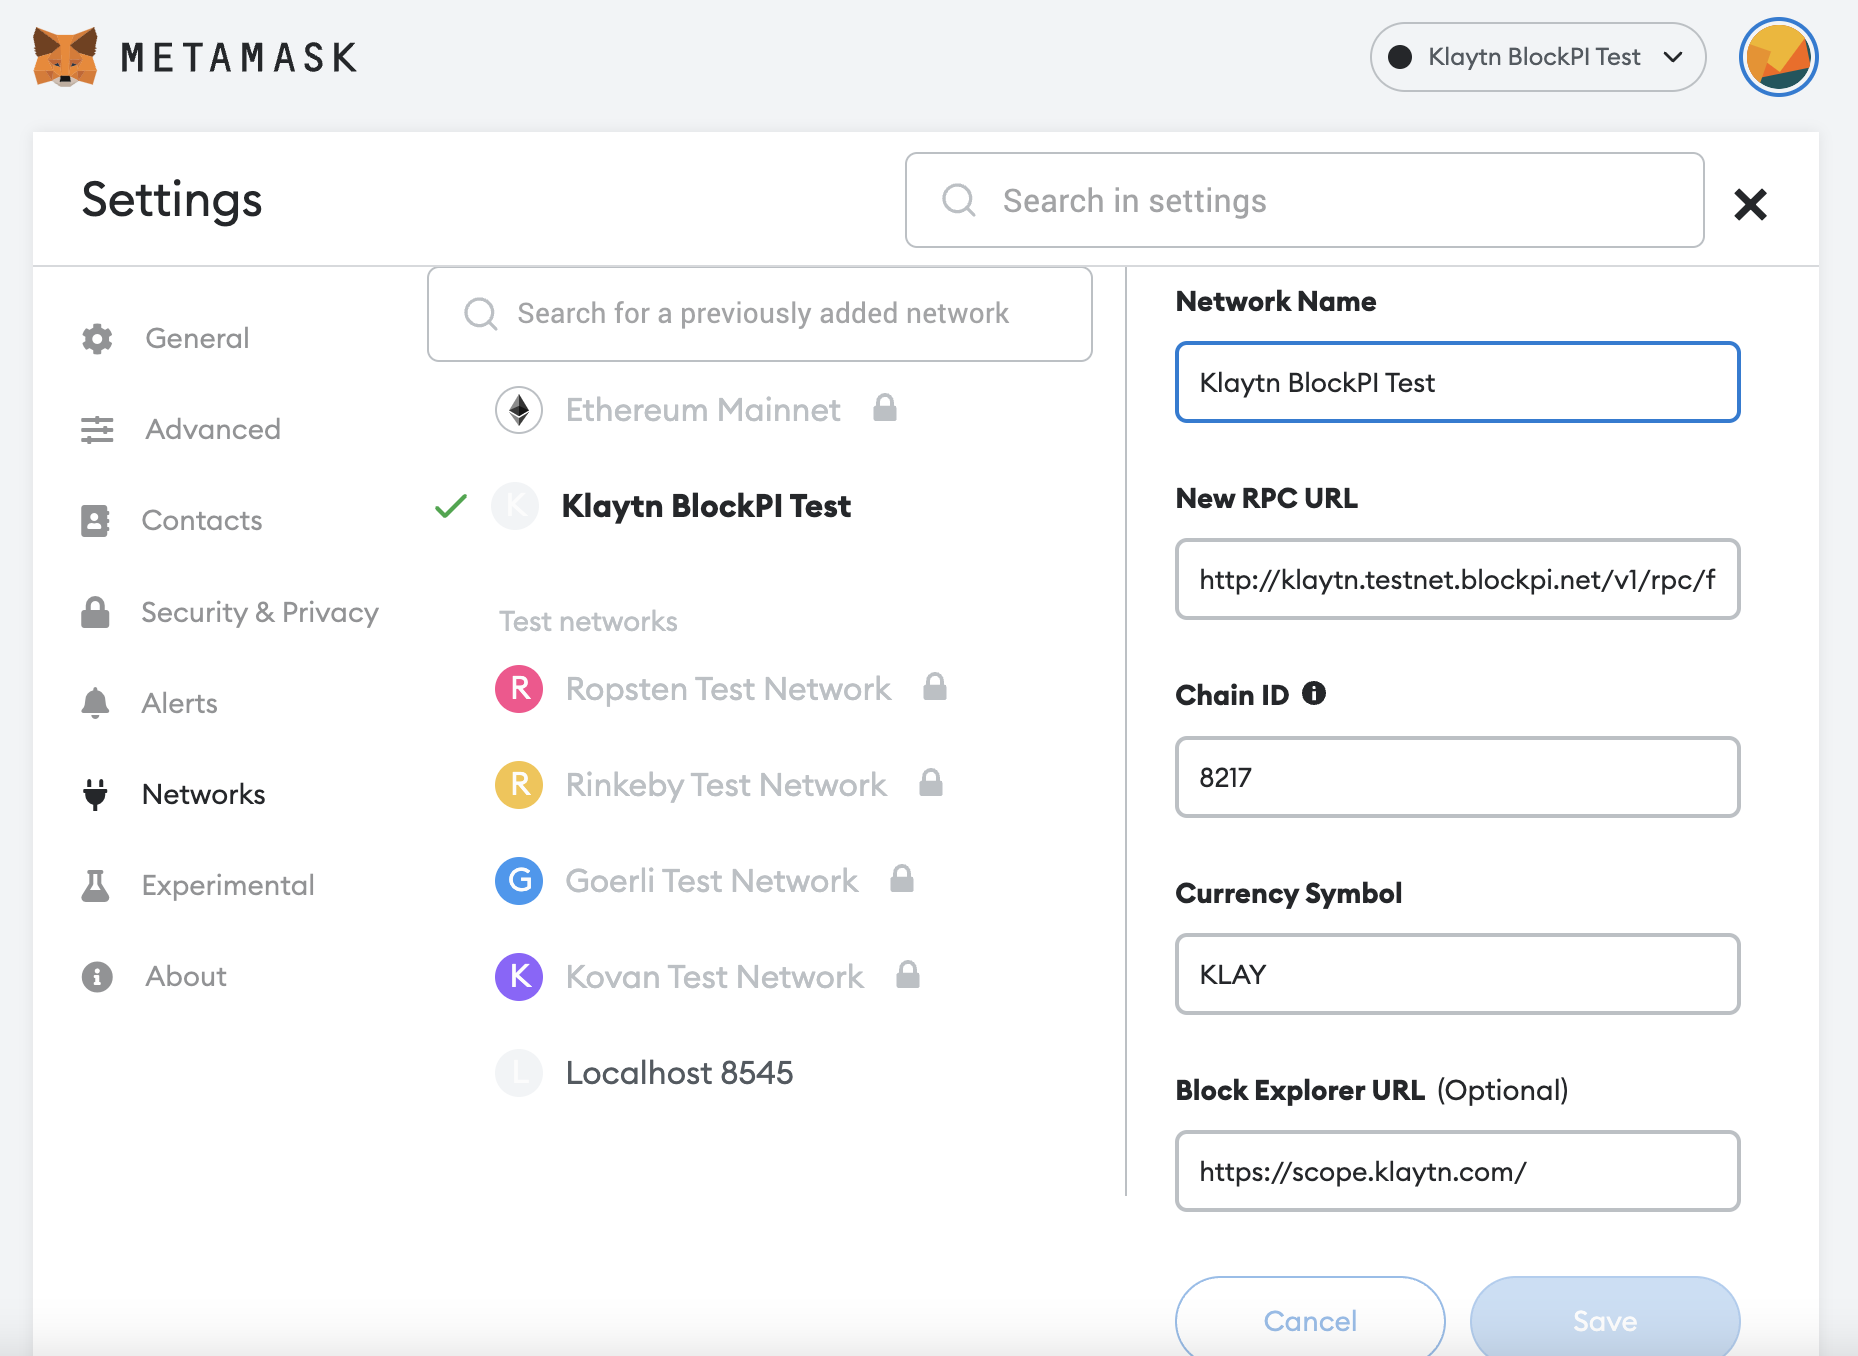 METAMASK
Klaytn BlockPI Test
Settings
Search in settings
General
Advanced
Contacts
Security & Privacy
Alerts
Networks
Experimental
About
Search for a previously added network
Ethereum Mainnet
K
Klaytn BlockPI Test
Test networks
R Ropsten Test Network
R Rinkeby Test Network
G Goerli Test Network
K Kovan Test Network
L Localhost 8545
Network Name
Klaytn BlockPI Test
New RPC URL
http://klaytn.testnet.blockpi.net/v1/rpc/f
Chain ID
8217
Currency Symbol
KLAY
Block Explorer URL (Optional)
https://scope.klaytn.com/
Cancel
Save